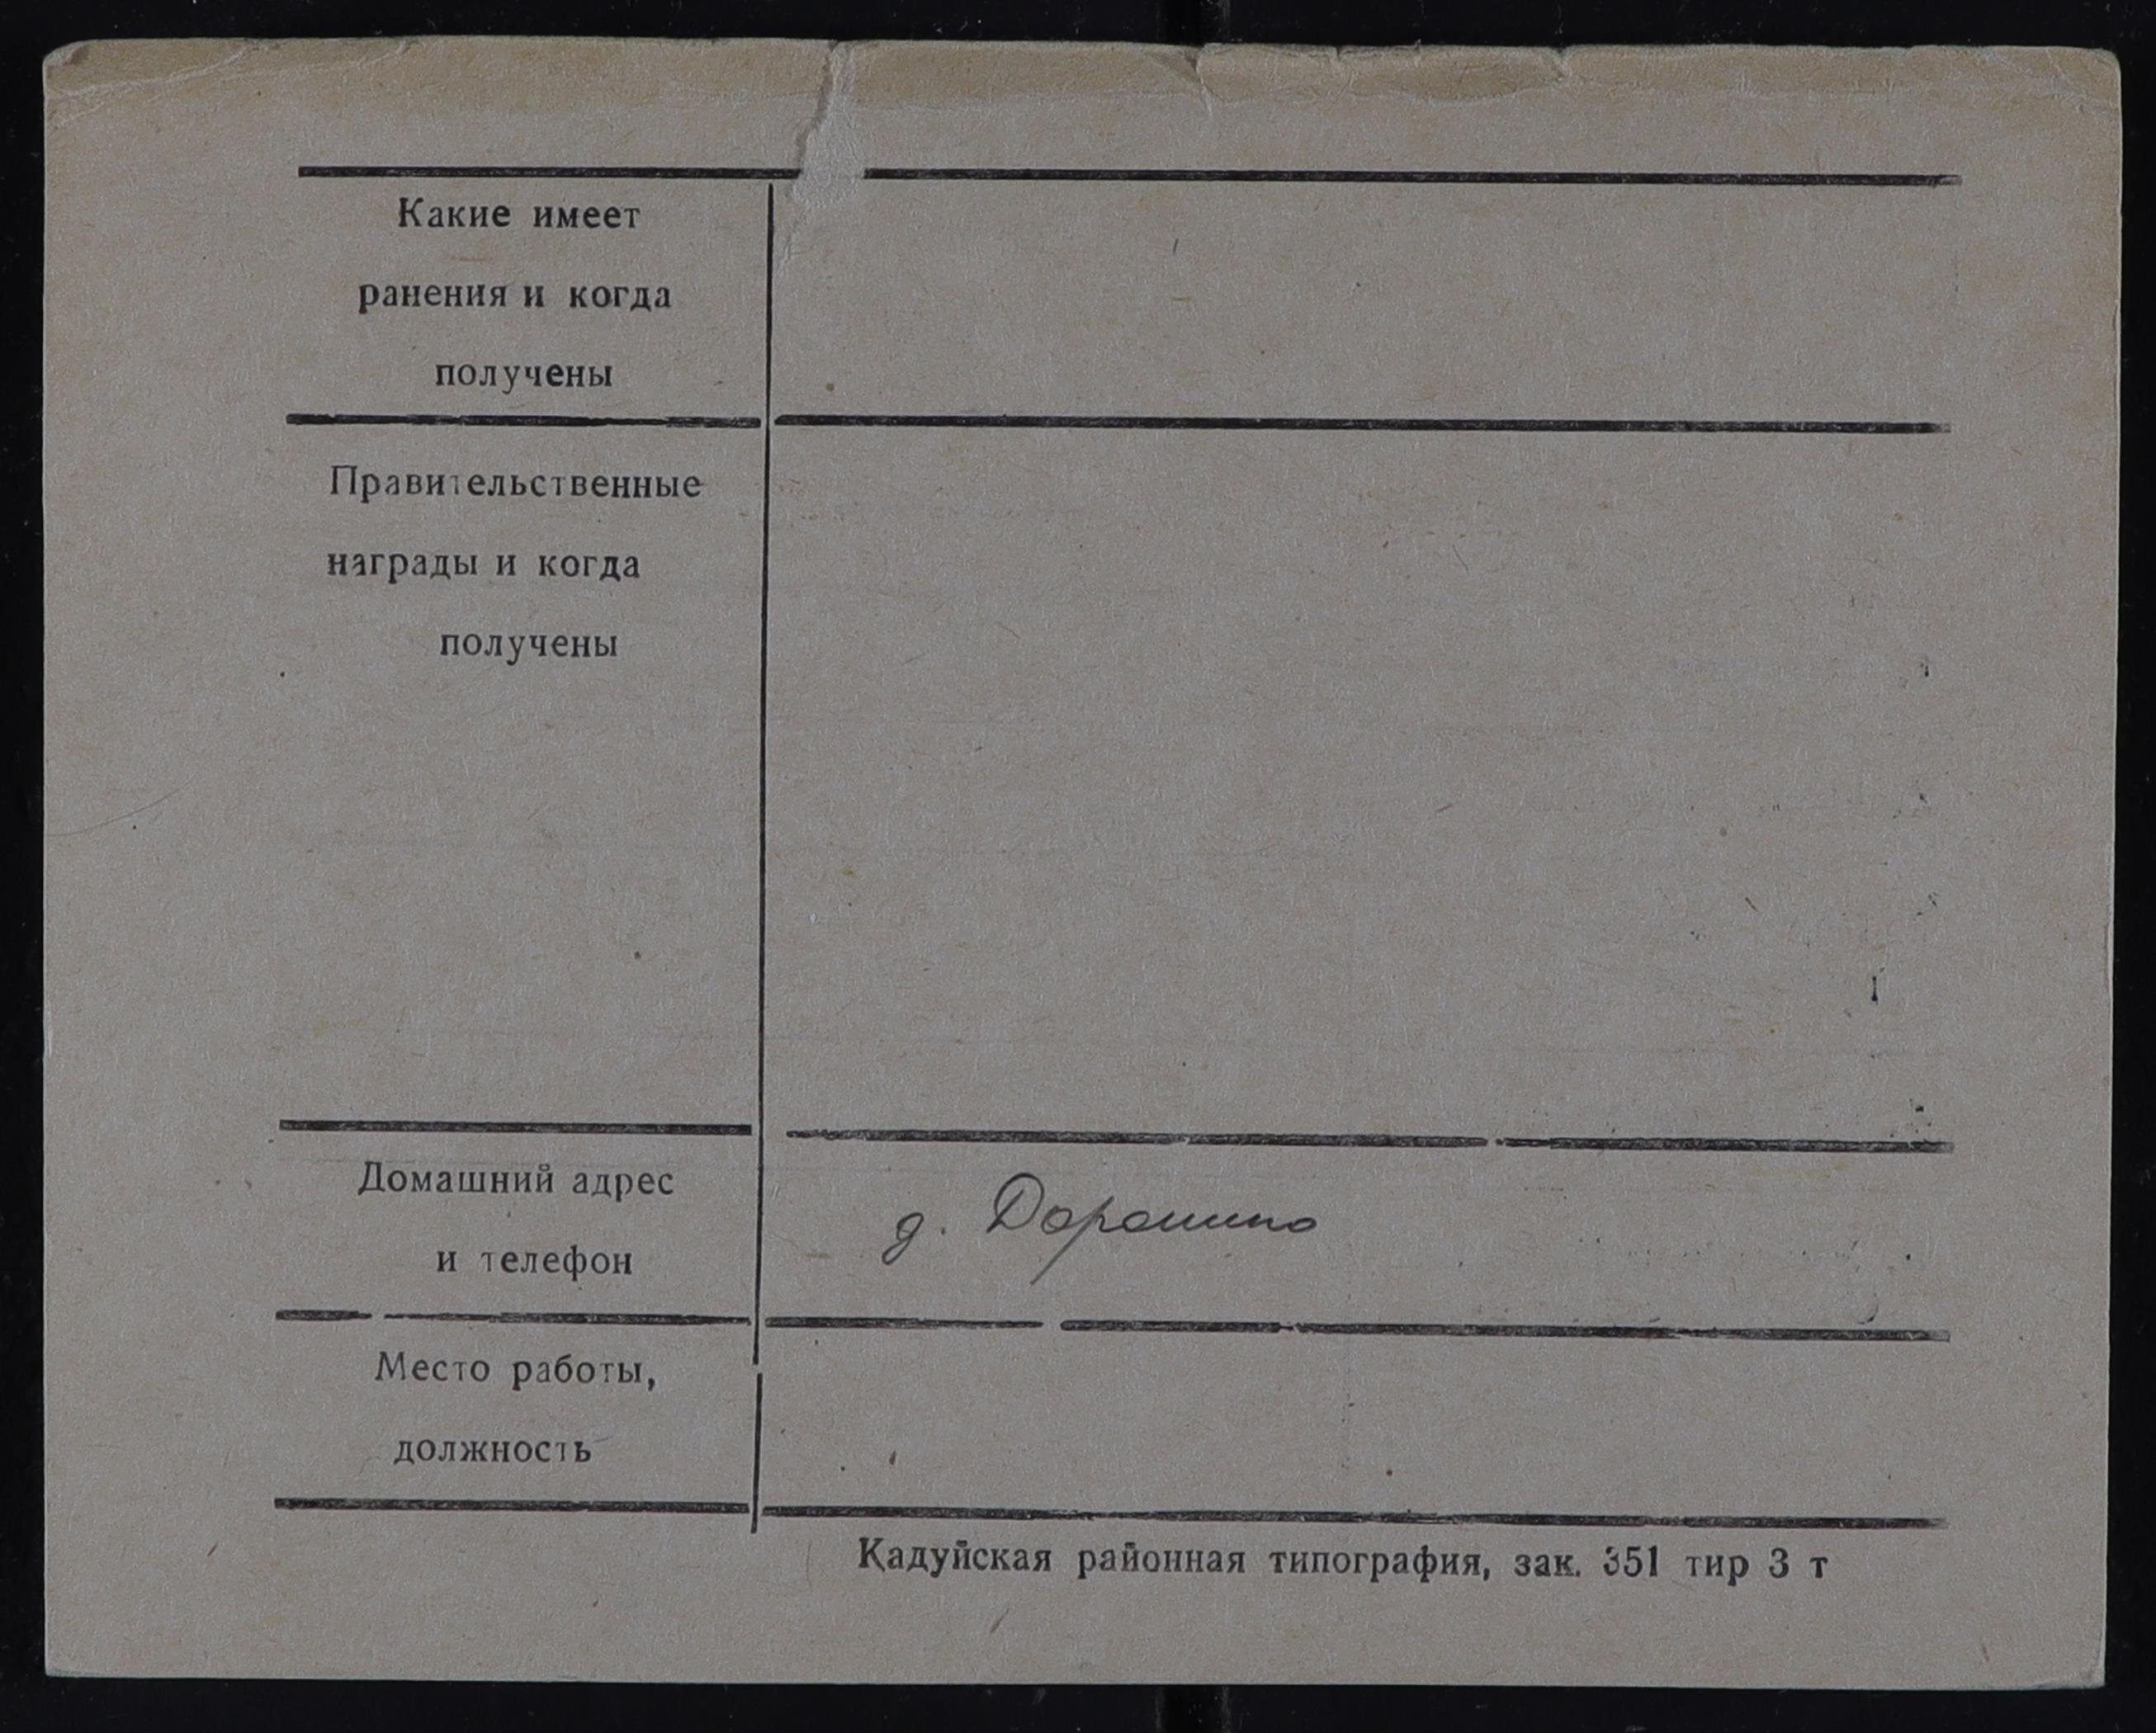 Какие имеет
ранения и когда
получены
Правительственные
награды и когда
получены
Домашний адрес
и телефон
д. Дорошино
Место работы,
должность
Кадуйская районная типография, зак. 351 тир 3 т